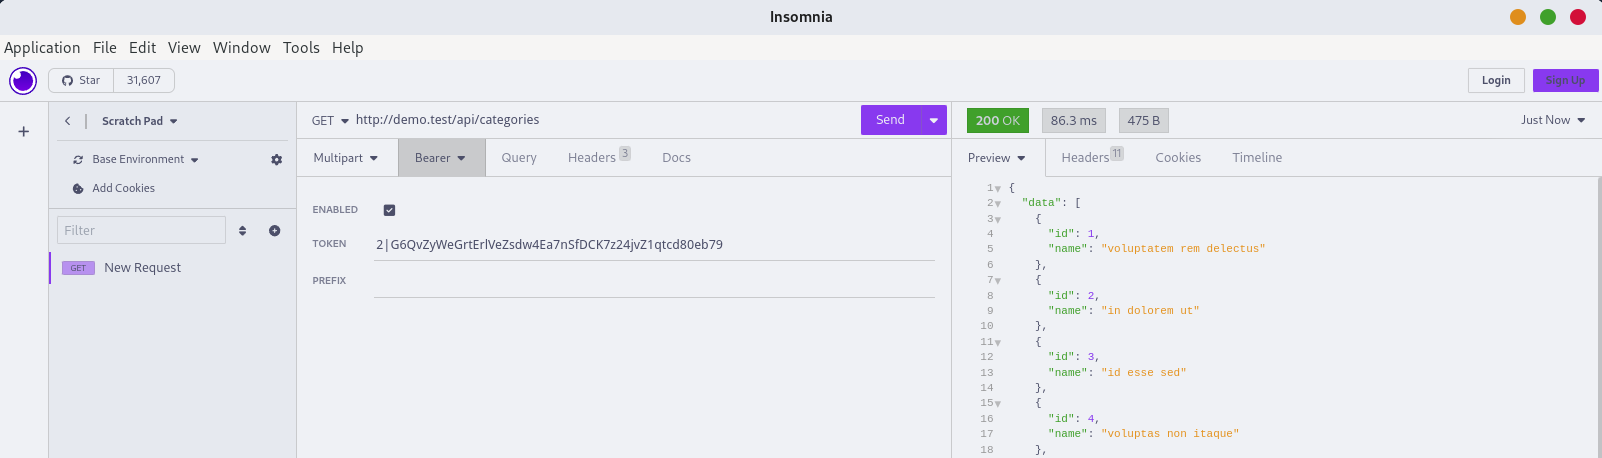 Insomnia
Application File Edit View Window Tools Help
Star 31,607 Login Sign Up
Scratch Pad
Base Environment
Add Cookies
Filter
GET New Request
GET http://demo.test/api/categories Send
Multipart Bearer Query Headers 3 Docs
ENABLED
TOKEN 2|G6QvZyWeGrtErlVeZsdw4Ea7nSfDCK7z24jvZ1qtcd80eb79
PREFIX
200 OK 86.3 ms 475 B Just Now
Preview Headers 11 Cookies Timeline
1 {
2 "data": [
3 {
4 "id": 1,
5 "name": "voluptatem rem delectus"
6 },
7 {
8 "id": 2,
9 "name": "in dolorem ut"
10 },
11 {
12 "id": 3,
13 "name": "id esse sed"
14 },
15 {
16 "id": 4,
17 "name": "voluptas non itaque"
18 },